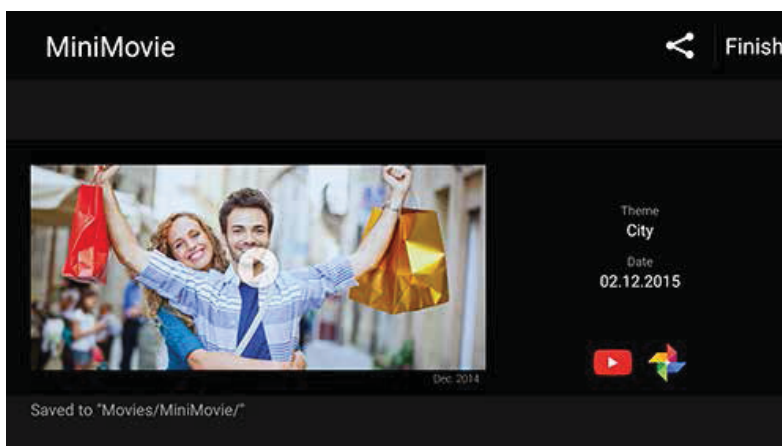 MiniMovie
Finish
Theme
City
Date
02.12.2015
Dec. 2014
Saved to "Movies/MiniMovie/"